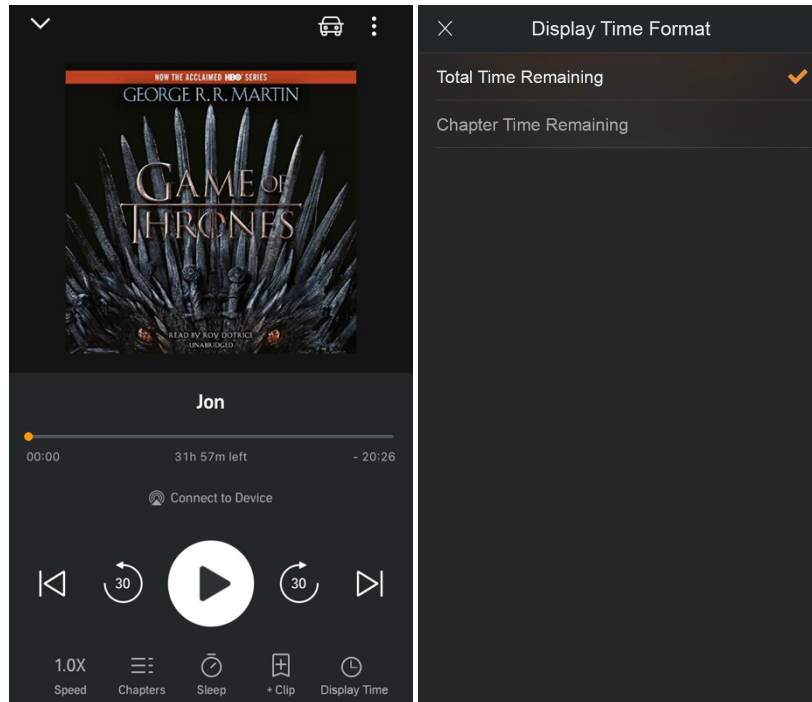 NOW THE ACCLAIMED HBO SERIES
GEORGE R. R. MARTIN
GAME OF
THRONES
READ BY ROY DOTRICE
UNABRIDGED
Jon
00:00 31h 57m left - 20:26
Connect to Device
30 30
1.0X
Speed Chapters Sleep + Clip Display Time
Display Time Format
Total Time Remaining
Chapter Time Remaining